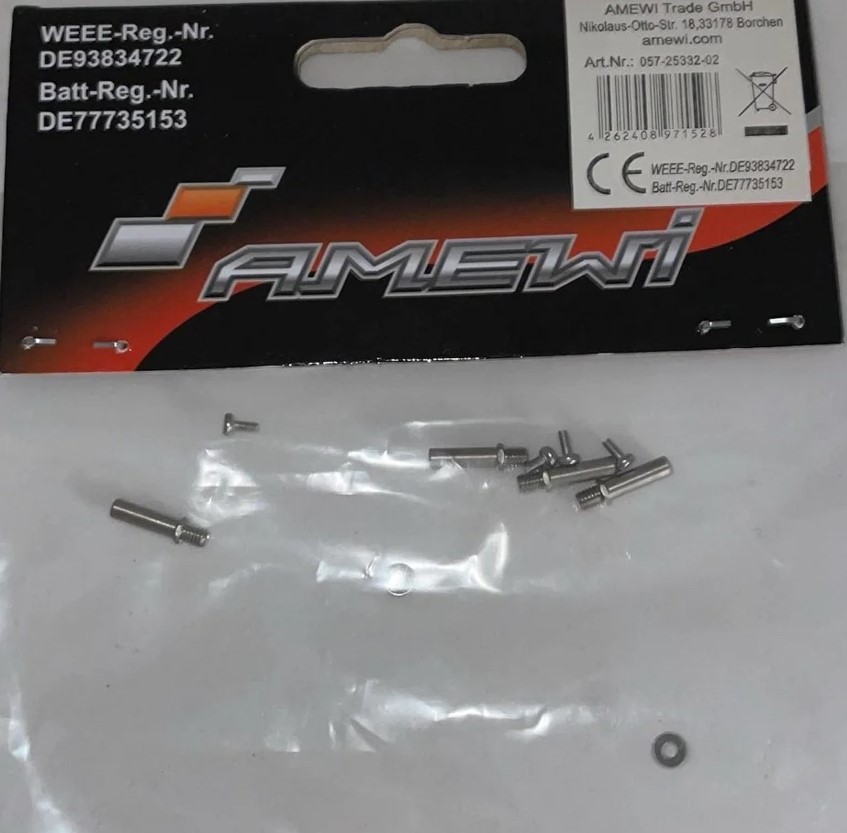 WEEE-Reg.-Nr.
DE93834722
Batt-Reg.-Nr.
DE77735153
AMEWI Trade GmbH
Nikolaus-Otto-Str. 18,33178 Borchen
amewi.com
Art.Nr.: 057-25332-02
4 262408 971528
CE
WEEE-Reg.-Nr.DE93834722
Batt-Reg.-Nr.DE77735153
AMEWi